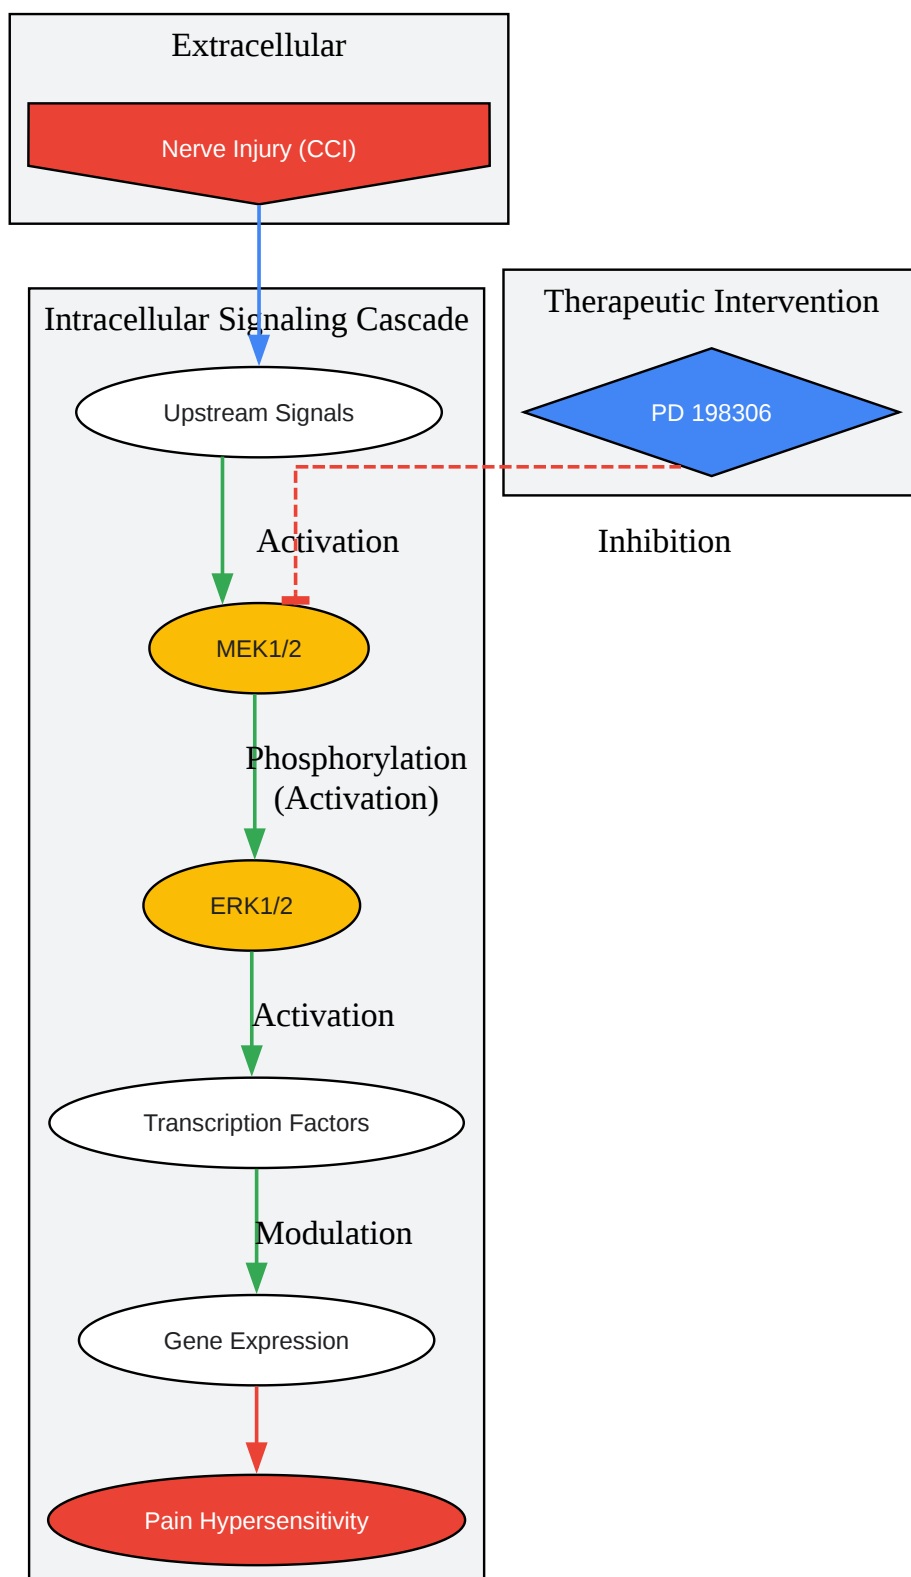 Extracellular
Nerve Injury (CCI)
Intracellular Signaling Cascade
Therapeutic Intervention
Upstream Signals
PD 198306
Activation
Inhibition
MEK1/2
Phosphorylation
(Activation)
ERK1/2
Activation
Transcription Factors
Modulation
Gene Expression
Pain Hypersensitivity